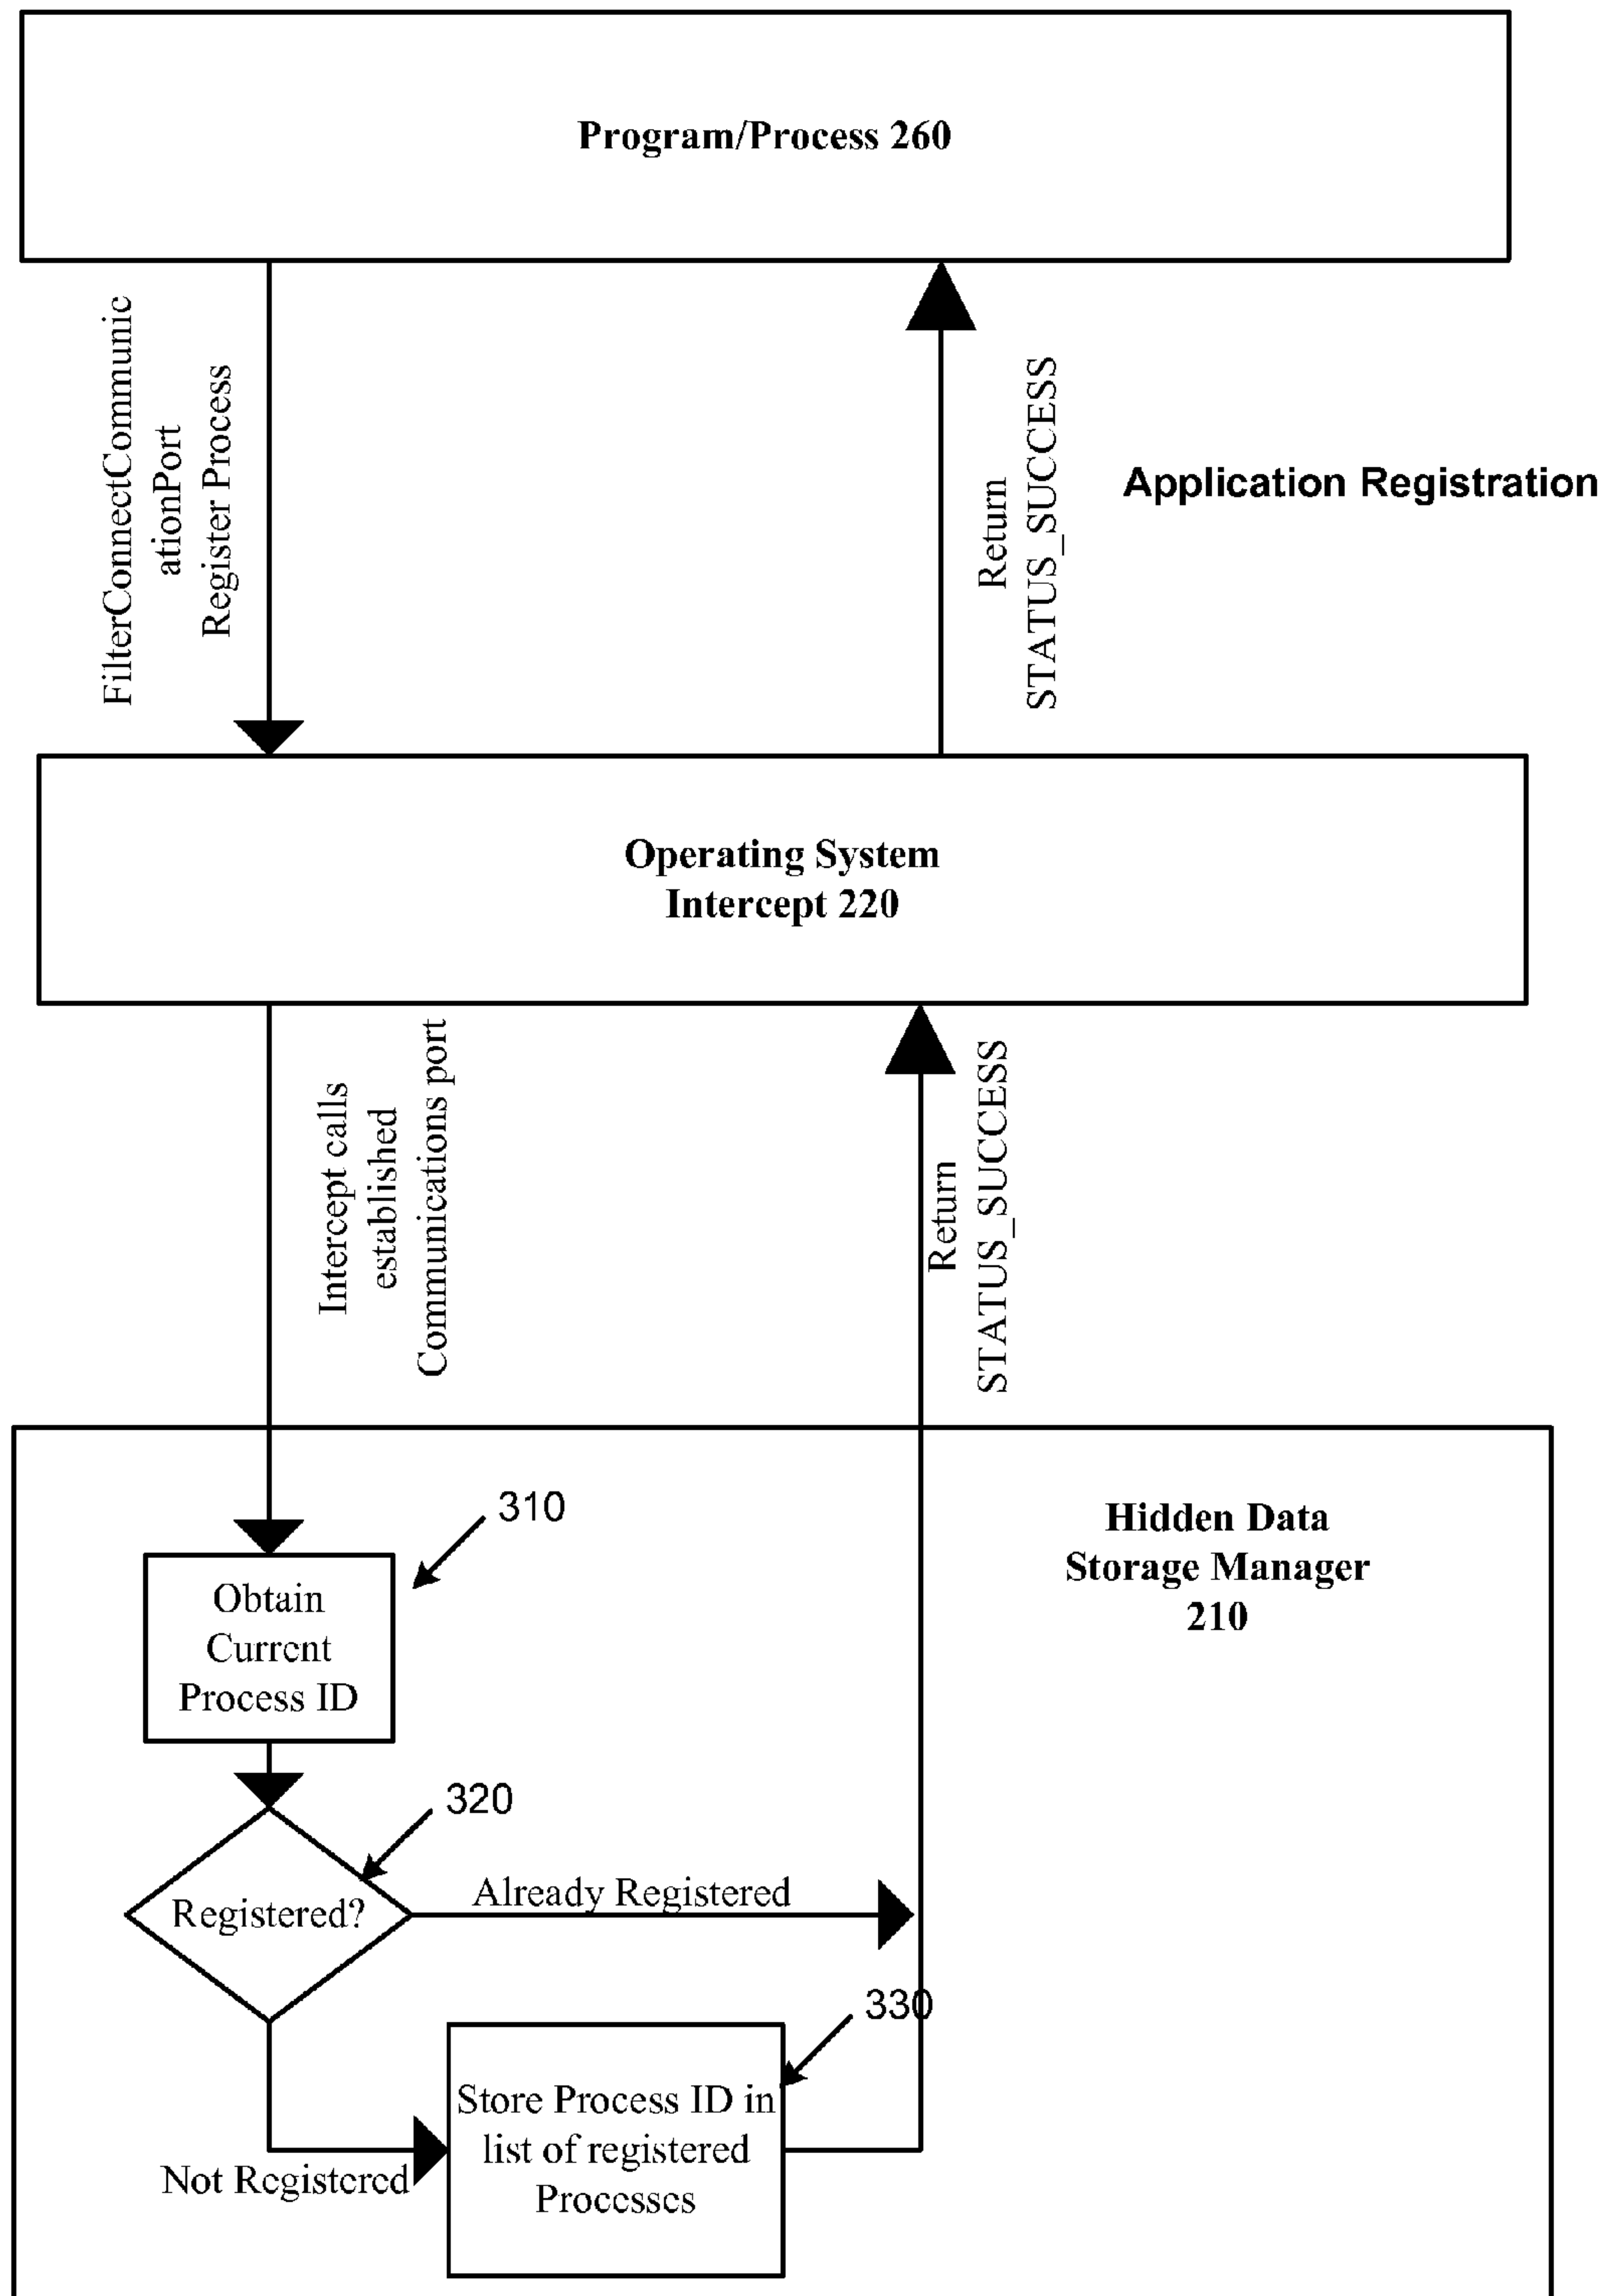 Program/Process 260
FilterConnectCommunic
ationPort
Register Process
Return
STATUS_SUCCESS
Application Registration
Operating System
Intercept 220
Intercept calls
established
Communications port
Return
STATUS_SUCCESS
310
Hidden Data
Storage Manager
210
Obtain
Current
Process ID
320
Registered?
Already Registered
330
Store Process ID in
list of registered
Processes
Not Registered